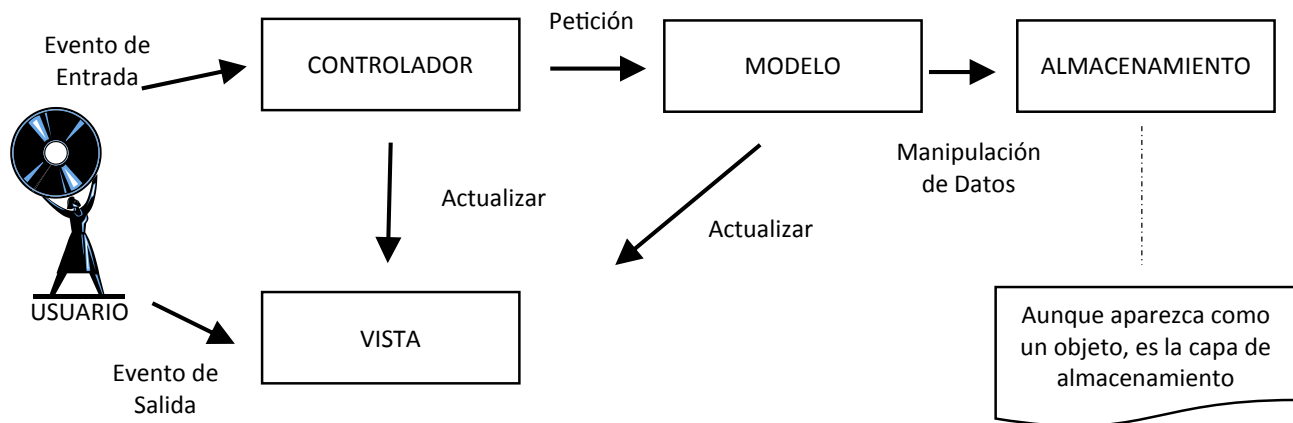 Petición
Evento de
Entrada
CONTROLADOR
MODELO
ALMACENAMIENTO
Manipulación
de Datos
Actualizar
Actualizar
USUARIO
VISTA
Evento de
Salida
Aunque aparezca como
un objeto, es la capa de
almacenamiento